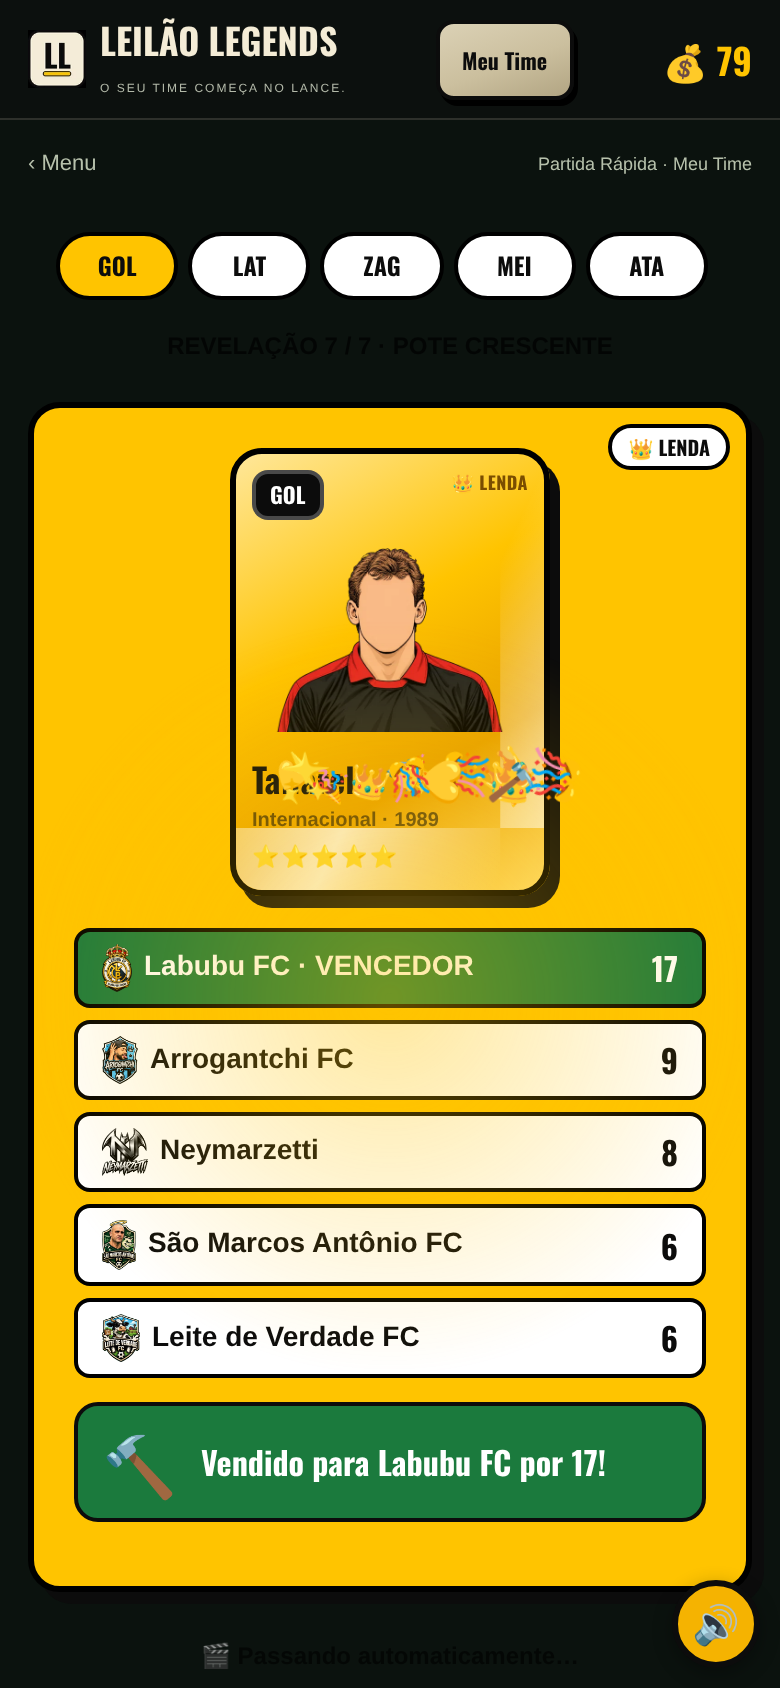 LL
LEILÃO LEGENDS
O SEU TIME COMEÇA NO LANCE.
Meu Time
💰 79
‹ Menu
Partida Rápida · Meu Time
GOL
LAT
ZAG
MEI
ATA
REVELAÇÃO 7 / 7 · POTE CRESCENTE
👑 LENDA
GOL
👑 LENDA
Internacional · 1989
⭐⭐⭐⭐⭐
Labubu FC · VENCEDOR 17
Arrogantchi FC 9
Neymarzetti 8
São Marcos Antônio FC 6
Leite de Verdade FC 6
🔨 Vendido para Labubu FC por 17!
🎬 Passando automaticamente...